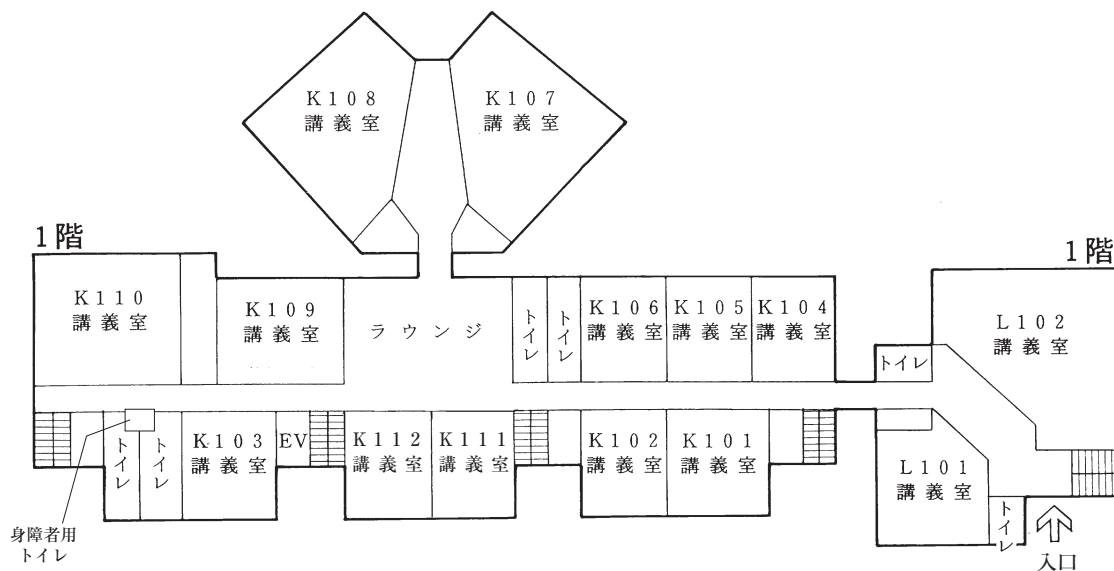 K108
講義室
K107
講義室
1階
1階
K110
講義室
K109
講義室
ラウンジ
トイレ
トイレ
K106
講義室
K105
講義室
K104
講義室
L102
講義室
トイレ
トイレ
トイレ
K103
講義室
EV
K112
講義室
K111
講義室
K102
講義室
K101
講義室
L101
講義室
トイレ
身障者用
トイレ
入口